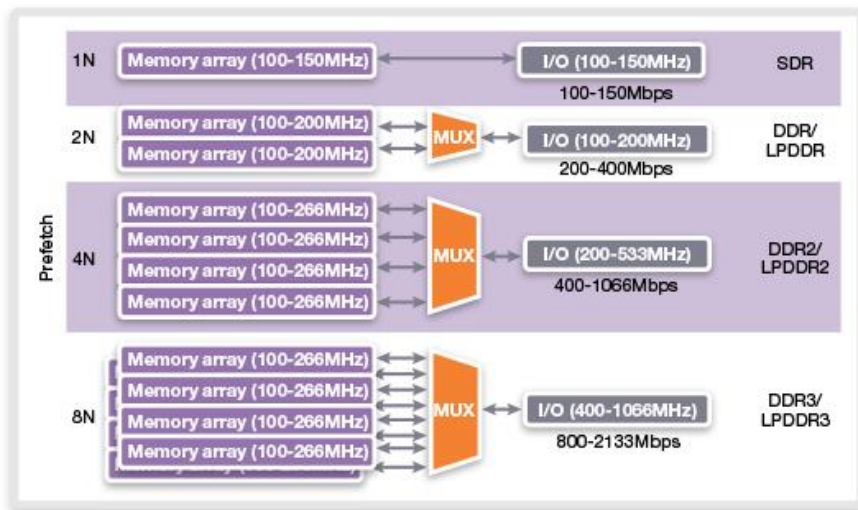 Prefetch
1N
Memory array (100-150MHz)
I/O (100-150MHz)
100-150Mbps
SDR
2N
Memory array (100-200MHz)
Memory array (100-200MHz)
MUX
I/O (100-200MHz)
200-400Mbps
DDR/
LPDDR
4N
Memory array (100-266MHz)
Memory array (100-266MHz)
Memory array (100-266MHz)
Memory array (100-266MHz)
MUX
I/O (200-533MHz)
400-1066Mbps
DDR2/
LPDDR2
8N
Memory array (100-266MHz)
Memory array (100-266MHz)
Memory array (100-266MHz)
Memory array (100-266MHz)
MUX
I/O (400-1066MHz)
800-2133Mbps
DDR3/
LPDDR3